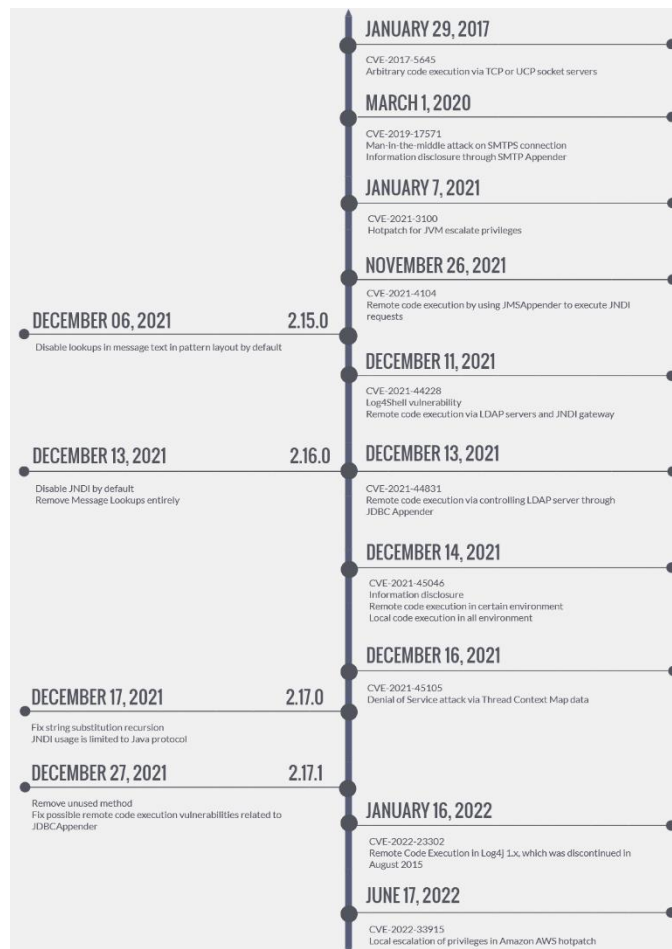 JANUARY 29, 2017
CVE-2017-5645
Arbitrary code execution via TCP or UCP socket servers
MARCH 1, 2020
CVE-2019-17571
Man-in-the-middle attack on SMTPS connection
Information disclosure through SMTP Appender
JANUARY 7, 2021
CVE-2021-3100
Hotpatch for JVM escalate privileges
NOVEMBER 26, 2021
CVE-2021-4104
Remote code execution by using JMSAppender to execute JNDI
requests
DECEMBER 06, 2021 2.15.0
Disable lookups in message text in pattern layout by default
DECEMBER 11, 2021
CVE-2021-44228
Log4Shell vulnerability
Remote code execution via LDAP servers and JNDI gateway
DECEMBER 13, 2021 2.16.0
Disable JNDI by default
Remove Message Lookups entirely
DECEMBER 13, 2021
CVE-2021-44831
Remote code execution via controlling LDAP server through
JDBC Appender
DECEMBER 14, 2021
CVE-2021-45046
Information disclosure
Remote code execution in certain environment
Local code execution in all environment
DECEMBER 16, 2021
CVE-2021-45105
Denial of Service attack via Thread Context Map data
DECEMBER 17, 2021 2.17.0
Fix string substitution recursion
JNDI usage is limited to Java protocol
DECEMBER 27, 2021 2.17.1
Remove unused method
Fix possible remote code execution vulnerabilities related to
JDBCAppender
JANUARY 16, 2022
CVE-2022-23302
Remote Code Execution in Log4j 1.x, which was discontinued in
August 2015
JUNE 17, 2022
CVE-2022-33915
Local escalation of privileges in Amazon AWS hotpatch